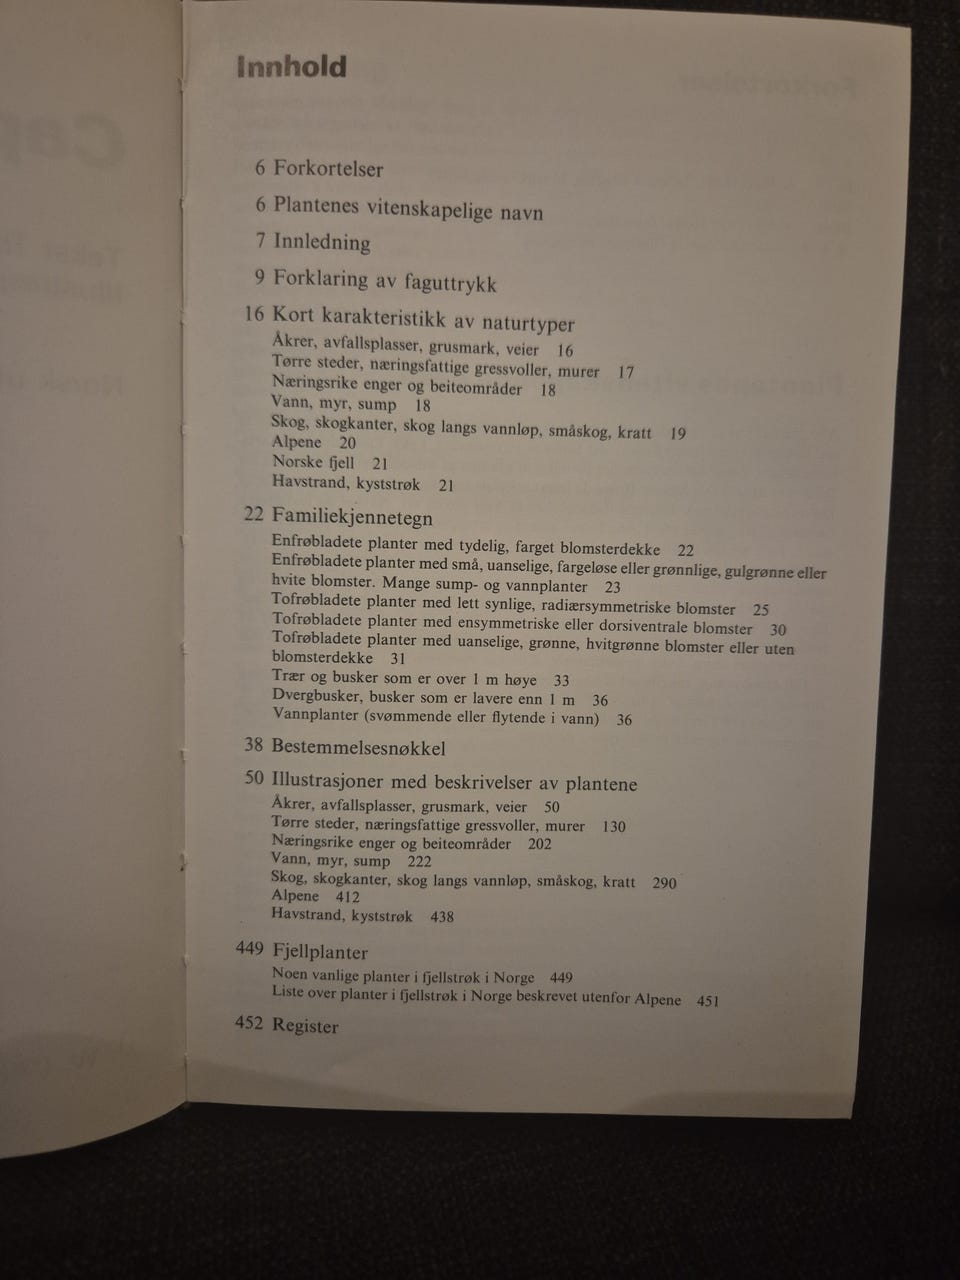 Innhold
6 Forkortelser
6 Plantenes vitenskapelige navn
7 Innledning
9 Forklaring av faguttrykk
16 Kort karakteristikk av naturtyper
Åkrer, avfallsplasser, grusmark, veier 16
Tørre steder, næringsfattige gressvoller, murer 17
Næringsrike enger og beiteområder 18
Vann, myr, sump 18
Skog, skogkanter, skog langs vannløp, småskog, kratt 19
Alpene 20
Norske fjell 21
Havstrand, kyststrøk 21
22 Familiekjennetegn
Enfrøbladete planter med tydelig, farget blomsterdekke 22
Enfrøbladete planter med små, uanselige, fargeløse eller grønnlige, gulgrønne eller
hvite blomster. Mange sump- og vannplanter 23
Tofrøbladete planter med lett synlige, radiærsymmetriske blomster 25
Tofrøbladete planter med ensymmetriske eller dorsiventrale blomster 30
Tofrøbladete planter med uanselige, grønne, hvitgrønne blomster eller uten
blomsterdekke 31
Trær og busker som er over 1 m høye 33
Dvergbusker, busker som er lavere enn 1 m 36
Vannplanter (svømmende eller flytende i vann) 36
38 Bestemmelsesnøkkel
50 Illustrasjoner med beskrivelser av plantene
Åkrer, avfallsplasser, grusmark, veier 50
Tørre steder, næringsfattige gressvoller, murer 130
Næringsrike enger og beiteområder 202
Vann, myr, sump 222
Skog, skogkanter, skog langs vannløp, småskog, kratt 290
Alpene 412
Havstrand, kyststrøk 438
449 Fjellplanter
Noen vanlige planter i fjellstrøk i Norge 449
Liste over planter i fjellstrøk i Norge beskrevet utenfor Alpene 451
452 Register